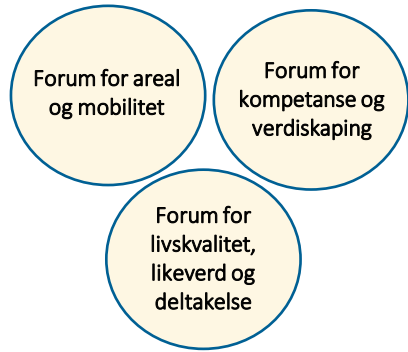 Forum for areal
og mobilitet
Forum for
kompetanse og
verdiskaping
Forum for
livskvalitet,
likeverd og
deltakelse